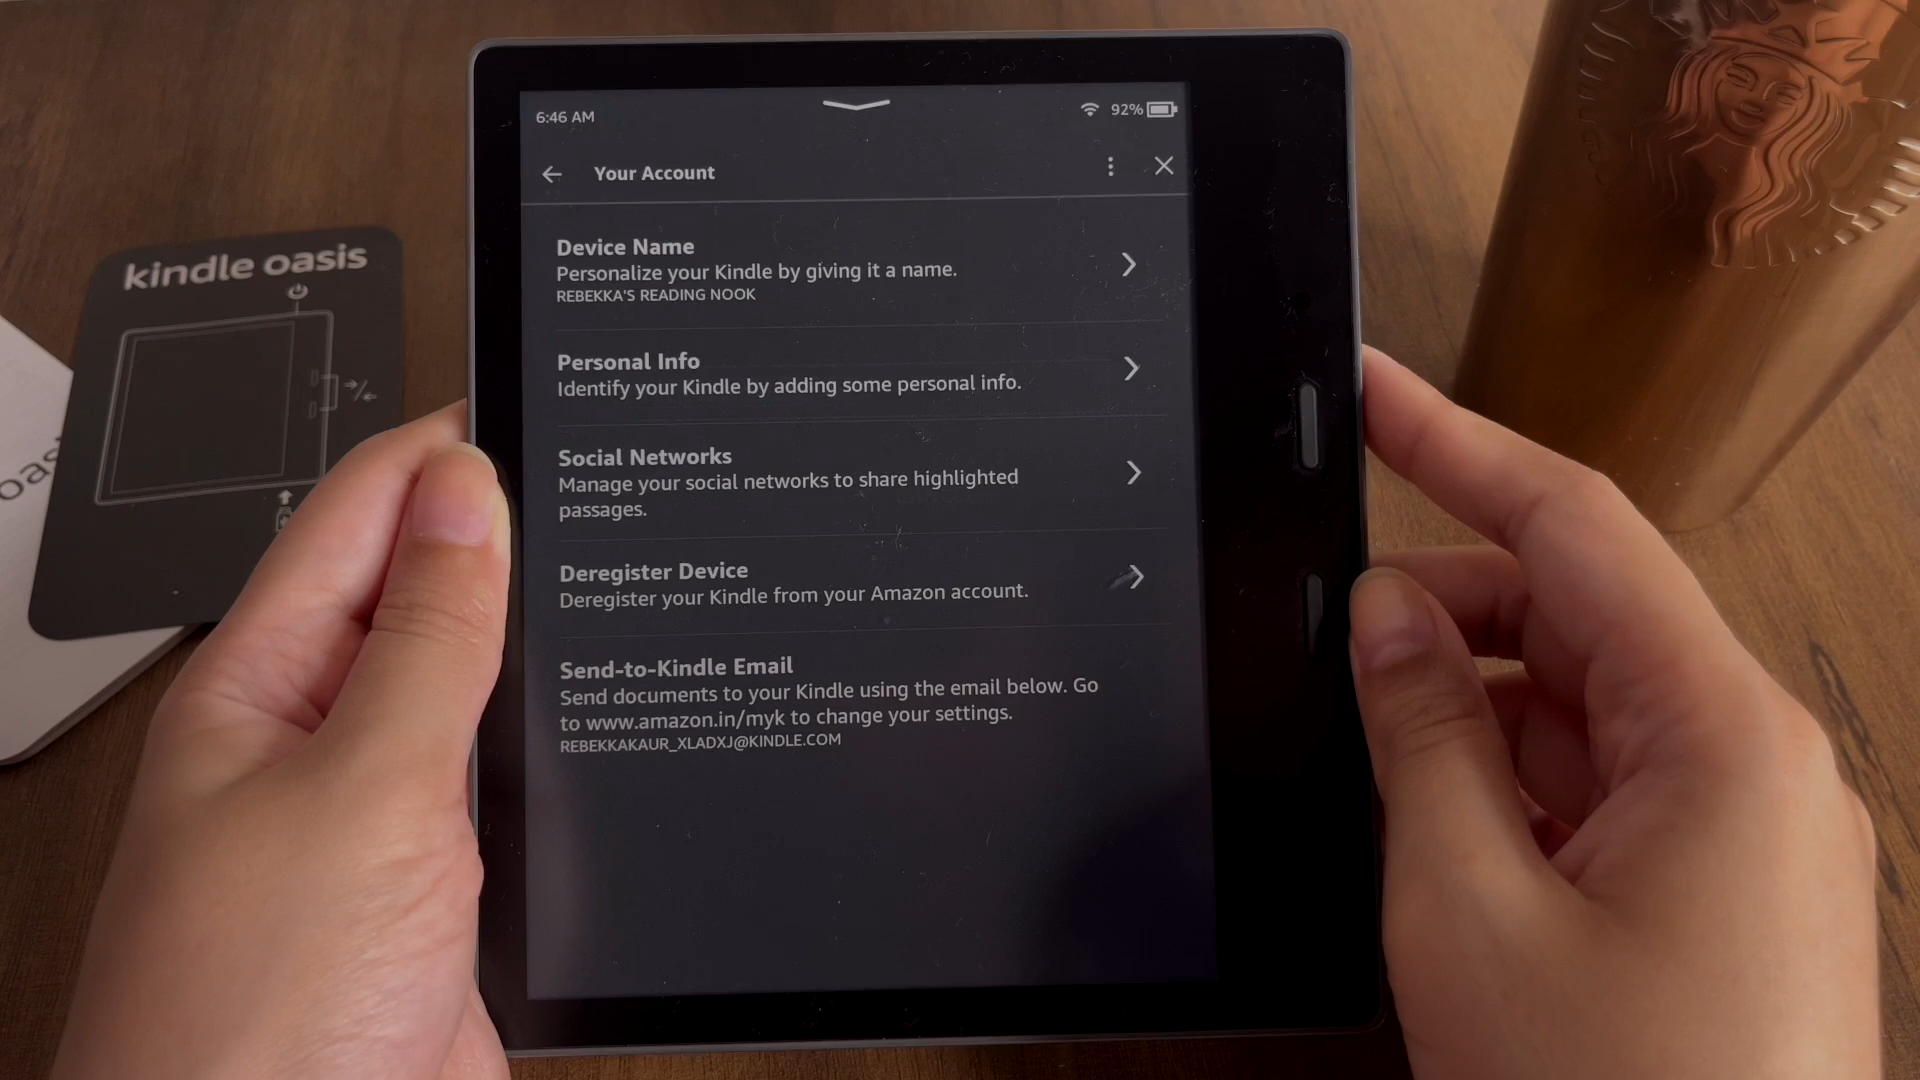 6:46 AM
92%
Your Account
Device Name
Personalize your Kindle by giving it a name.
REBEKKA'S READING NOOK
Personal Info
Identify your Kindle by adding some personal info.
Social Networks
Manage your social networks to share highlighted
passages.
Deregister Device
Deregister your Kindle from your Amazon account.
Send-to-Kindle Email
Send documents to your Kindle using the email below. Go
to www.amazon.in/myk to change your settings.
REBEKKAKAUR_XLADXJ@KINDLE.COM
kindle oasis